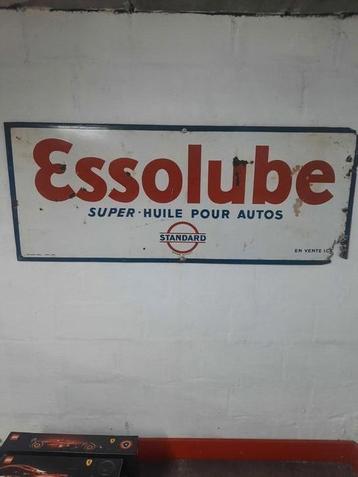 Essolube
SUPER-HUILE POUR AUTOS
STANDARD
EN VENTE ICI